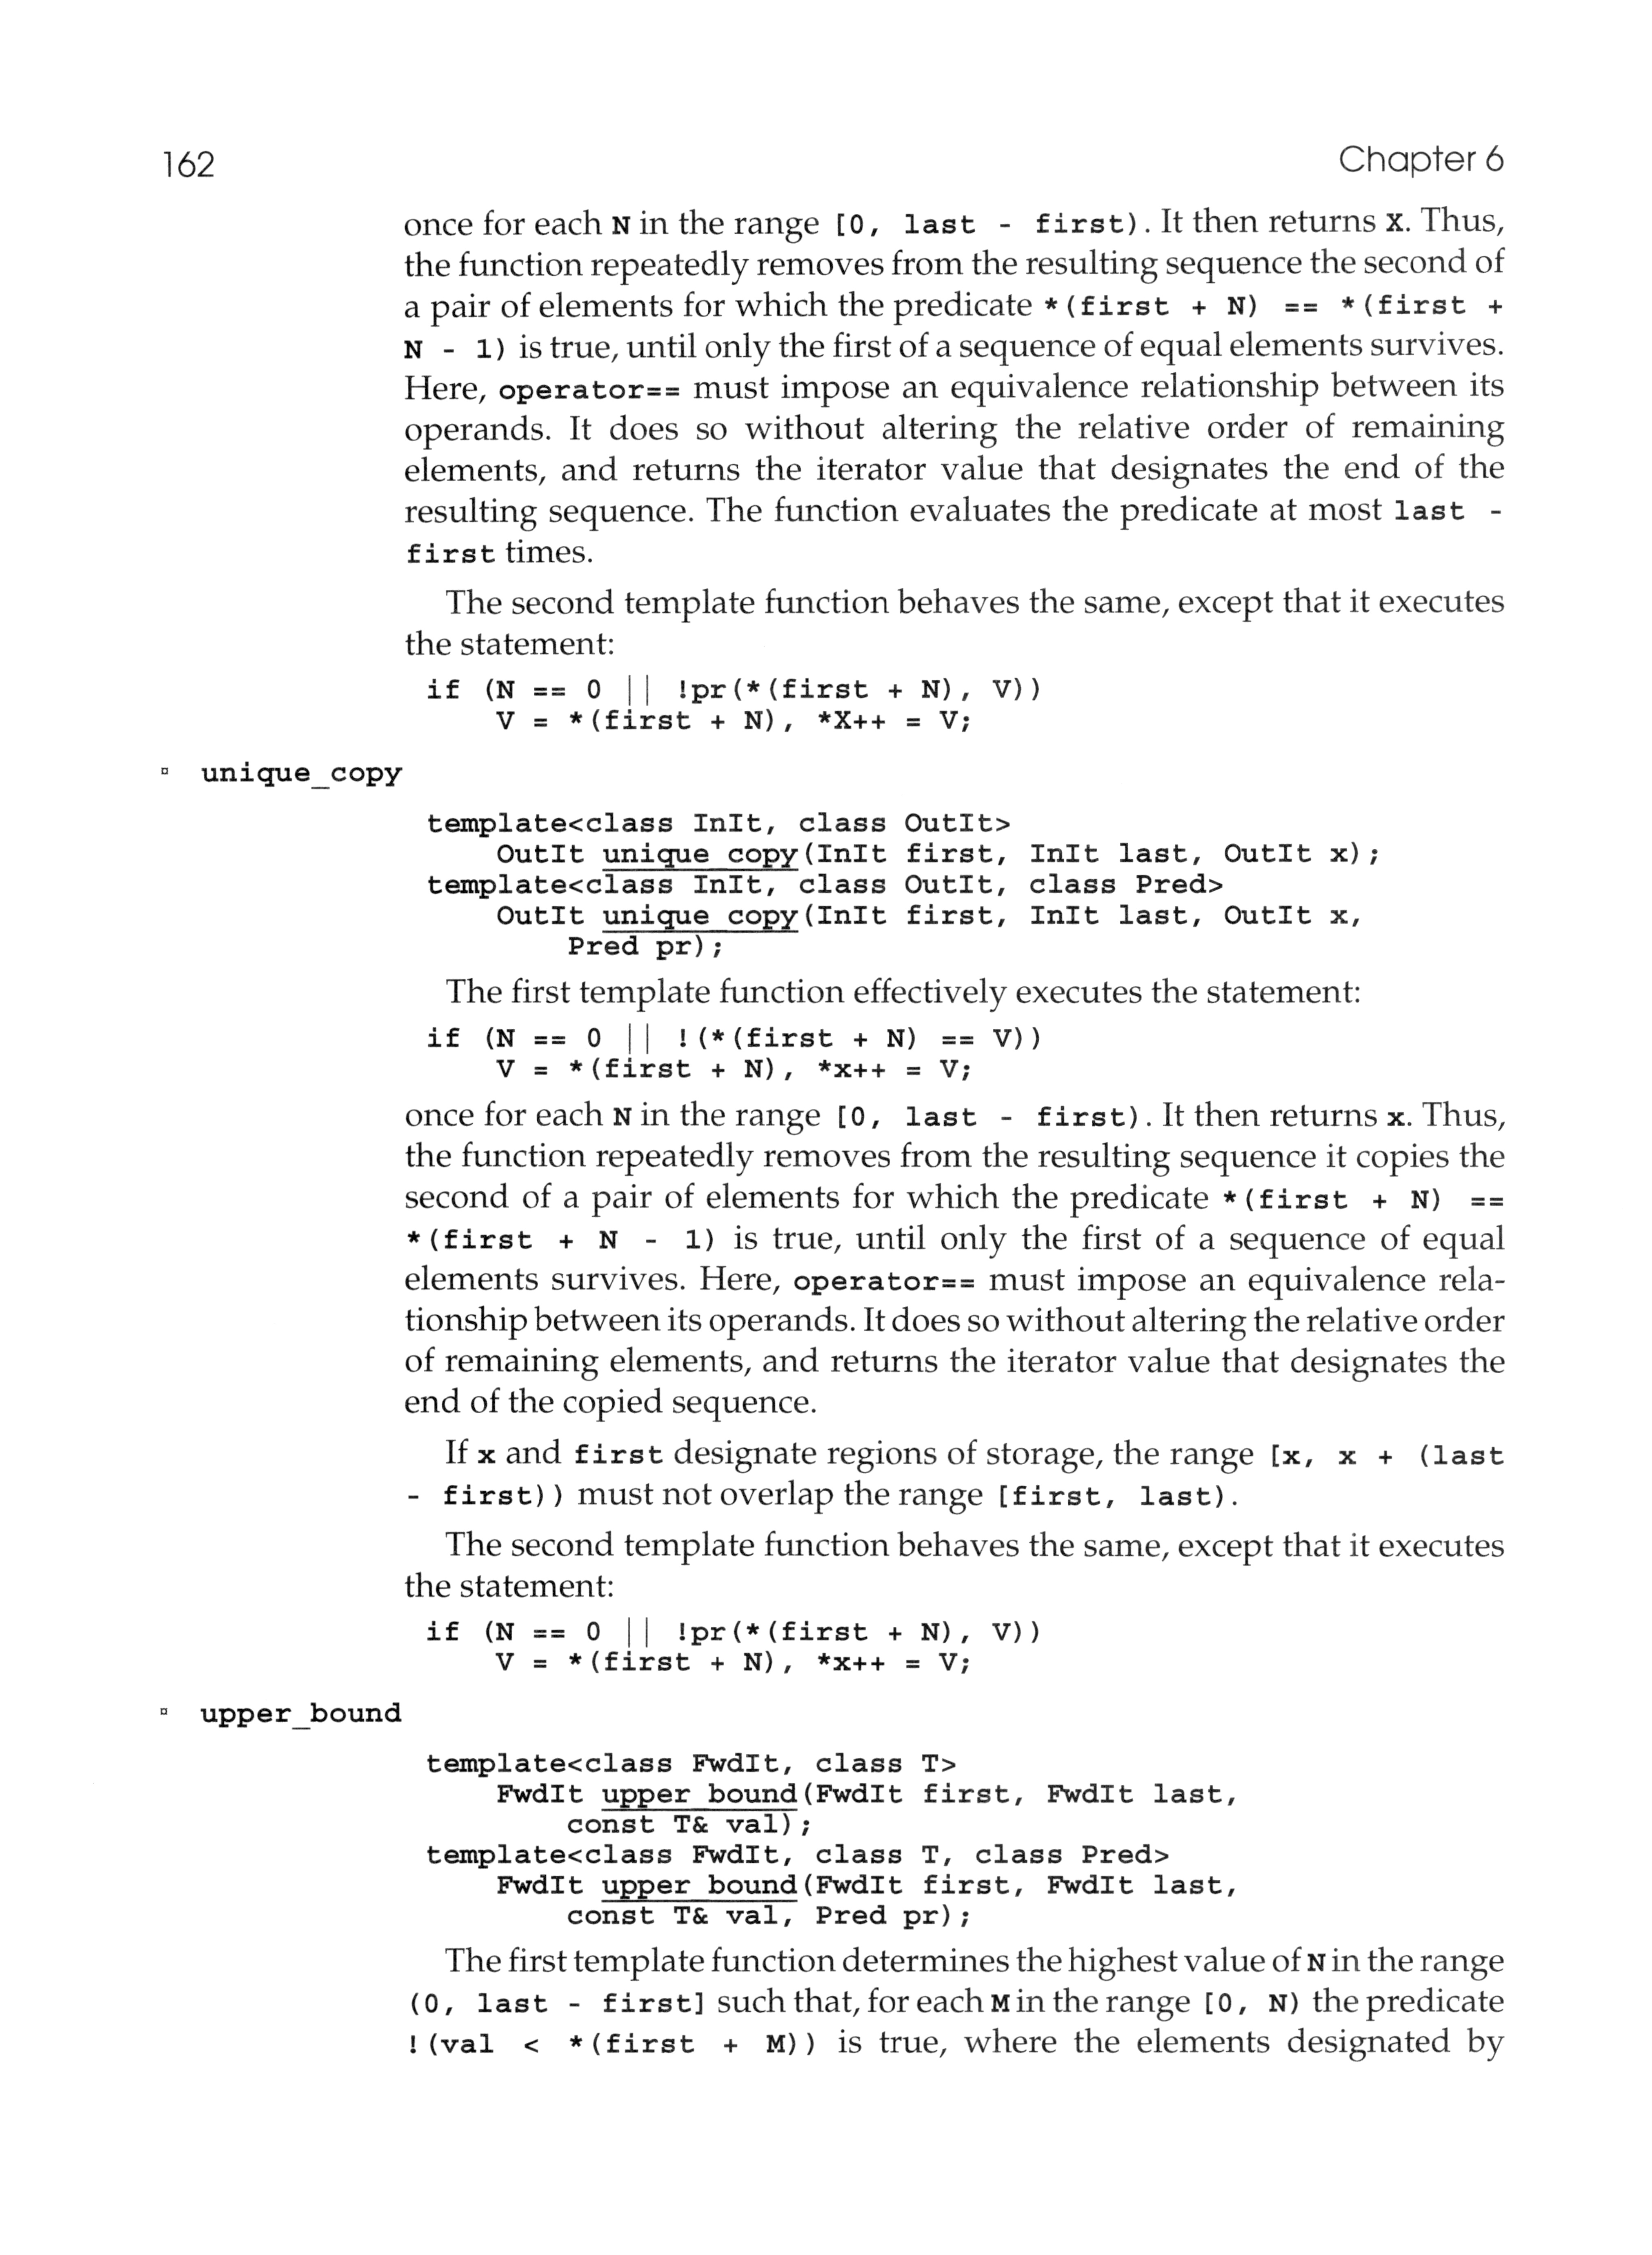 162 Chapter 6
once for each N in the range [0, last - first). It then returns X. Thus,
the function repeatedly removes from the resulting sequence the second of
a pair of elements for which the predicate *(first + N) == *(first +
N - 1) is true, until only the first of a sequence of equal elements survives.
Here, operator== must impose an equivalence relationship between its
operands. It does so without altering the relative order of remaining
elements, and returns the iterator value that designates the end of the
resulting sequence. The function evaluates the predicate at most last -
first times.
The second template function behaves the same, except that it executes
the statement:
if (N == 0 || !pr(*(first + N), V))
V = *(first + N), *X++ = V;
unique_copy
template<class InIt, class OutIt>
OutIt unique copy(InIt first, InIt last, OutIt x);
template<class InIt, class OutIt, class Pred>
OutIt unique copy(InIt first, InIt last, OutIt x,
Pred pr);
The first template function effectively executes the statement:
if (N == 0 || !(*(first + N) == V))
V = *(first + N), *x++ = V;
once for each N in the range [0, last - first). It then returns x. Thus,
the function repeatedly removes from the resulting sequence it copies the
second of a pair of elements for which the predicate *(first + N) ==
*(first + N - 1) is true, until only the first of a sequence of equal
elements survives. Here, operator== must impose an equivalence rela-
tionship between its operands. It does so without altering the relative order
of remaining elements, and returns the iterator value that designates the
end of the copied sequence.
If x and first designate regions of storage, the range [x, x + (last
- first)) must not overlap the range [first, last).
The second template function behaves the same, except that it executes
the statement:
if (N == 0 || !pr(*(first + N), V))
V = *(first + N), *x++ = V;
upper_bound
template<class FwdIt, class T>
FwdIt upper bound(FwdIt first, FwdIt last,
const T& val);
template<class FwdIt, class T, class Pred>
FwdIt upper bound(FwdIt first, FwdIt last,
const T& val, Pred pr);
The first template function determines the highest value of N in the range
(0, last - first] such that, for each M in the range [0, N) the predicate
!(val < *(first + M)) is true, where the elements designated by